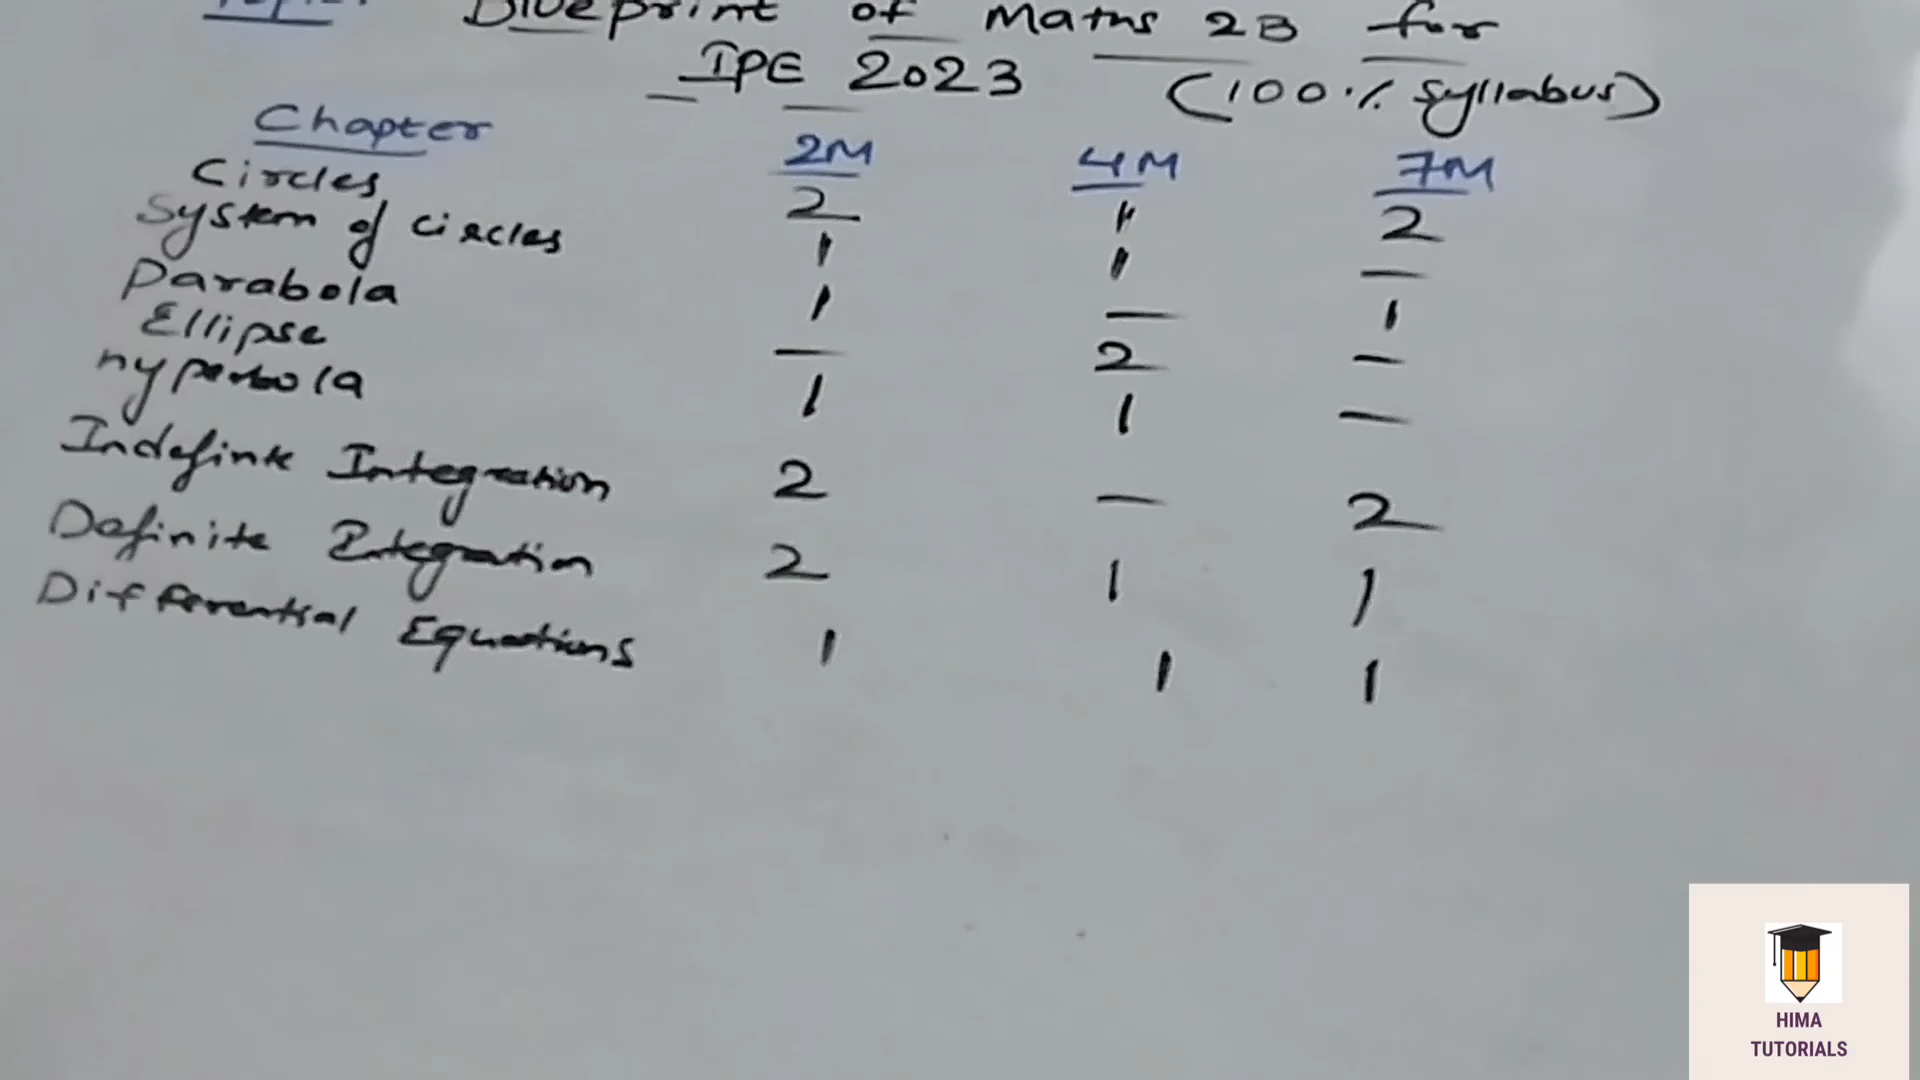 Topic: Blueprint of Maths 2B for
IPE 2023 (100% Syllabus)
Chapter 2M 4M 7M
Circles 2 1 2
System of circles 1 1 —
Parabola 1 — 1
Ellipse — 2 —
hyperbola 1 1 —
Indefinite Integration 2 — 2
Definite Integration 2 1 1
Differential Equations 1 1 1
HIMA
TUTORIALS